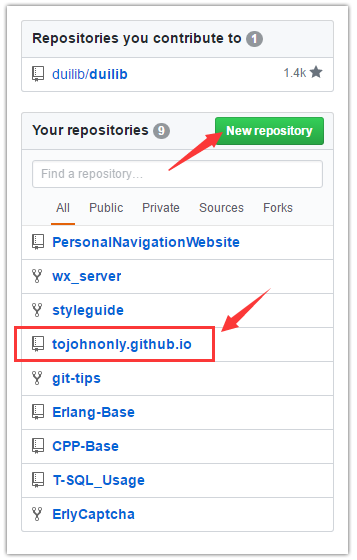 Repositories you contribute to 1
duilib/duilib 1.4k
Your repositories 9 New repository
Find a repository…
All Public Private Sources Forks
PersonalNavigationWebsite
wx_server
styleguide
tojohnonly.github.io
git-tips
Erlang-Base
CPP-Base
T-SQL_Usage
ErlyCaptcha